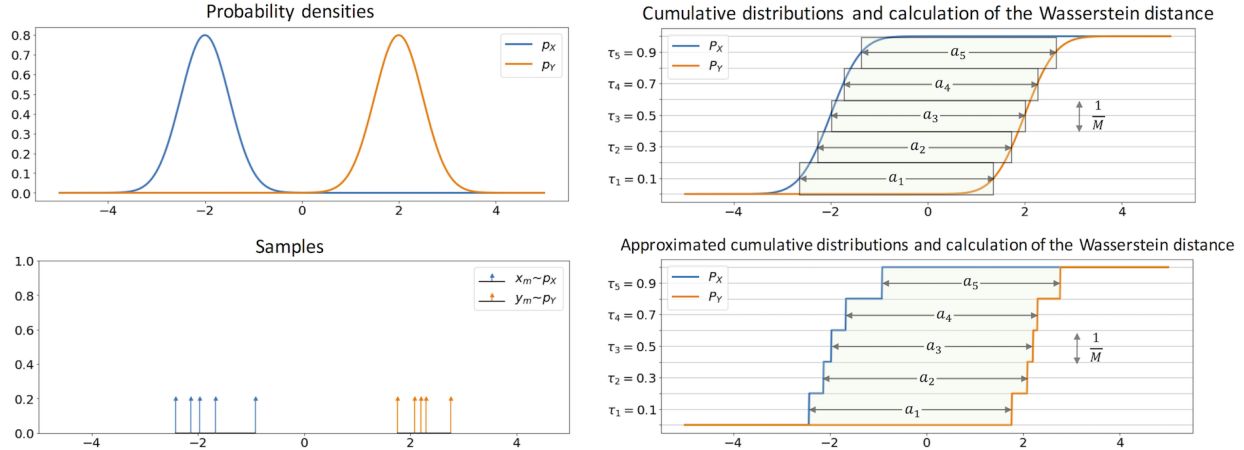 Probability densities
0.8
0.7
0.6
0.5
0.4
0.3
0.2
0.1
0.0
p_X
p_Y
−4 −2 0 2 4
Cumulative distributions and calculation of the Wasserstein distance
τ₅ = 0.9
τ₄ = 0.7
τ₃ = 0.5
τ₂ = 0.3
τ₁ = 0.1
P_X
P_Y
a₅
a₄
a₃
a₂
a₁
1/M
−4 −2 0 2 4
Samples
1.0
0.8
0.6
0.4
0.2
0.0
x_m~p_X
y_m~p_Y
−4 −2 0 2 4
Approximated cumulative distributions and calculation of the Wasserstein distance
τ₅ = 0.9
τ₄ = 0.7
τ₃ = 0.5
τ₂ = 0.3
τ₁ = 0.1
P_X
P_Y
a₅
a₄
a₃
a₂
a₁
1/M
−4 −2 0 2 4